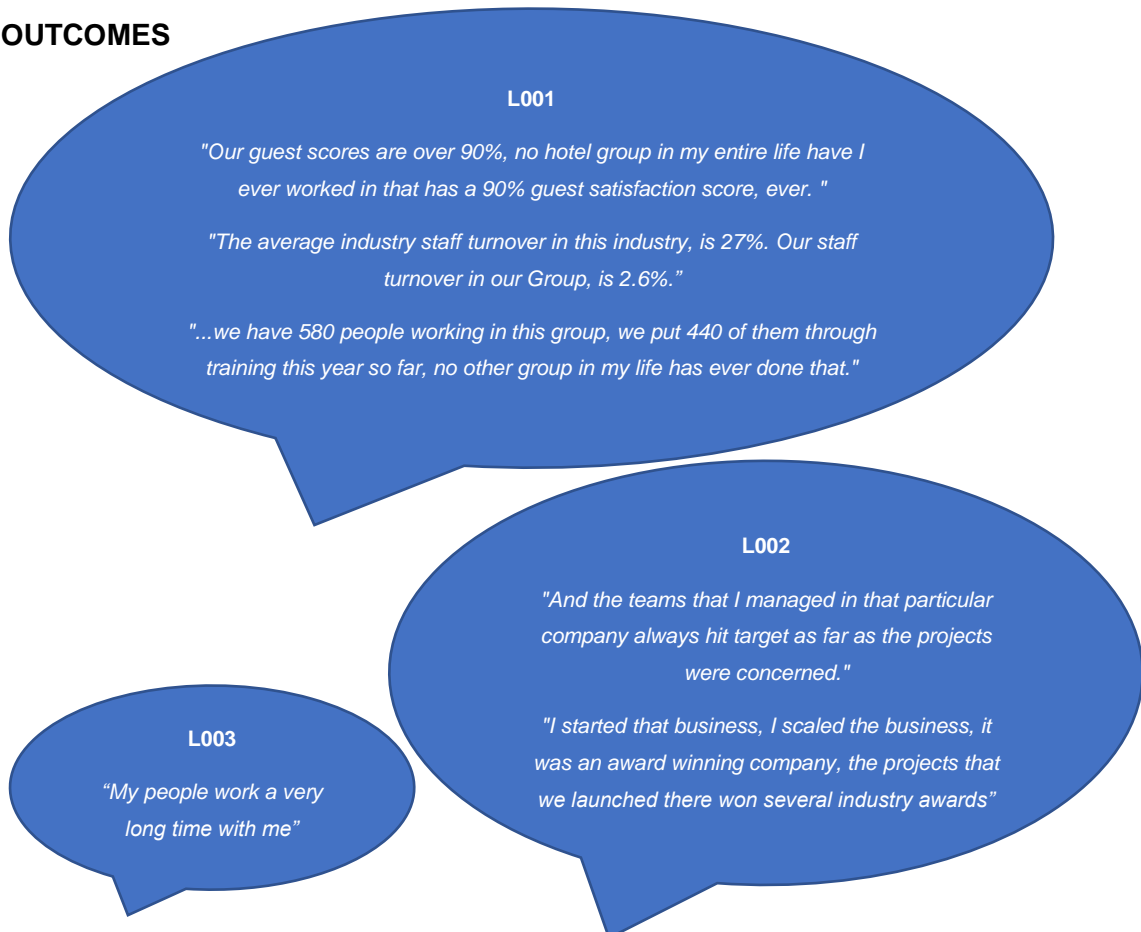 OUTCOMES
L001
"Our guest scores are over 90%, no hotel group in my entire life have I
ever worked in that has a 90% guest satisfaction score, ever. "
"The average industry staff turnover in this industry, is 27%. Our staff
turnover in our Group, is 2.6%.”
"...we have 580 people working in this group, we put 440 of them through
training this year so far, no other group in my life has ever done that."
L002
"And the teams that I managed in that particular
company always hit target as far as the projects
were concerned."
"I started that business, I scaled the business, it
was an award winning company, the projects that
we launched there won several industry awards”
L003
“My people work a very
long time with me”